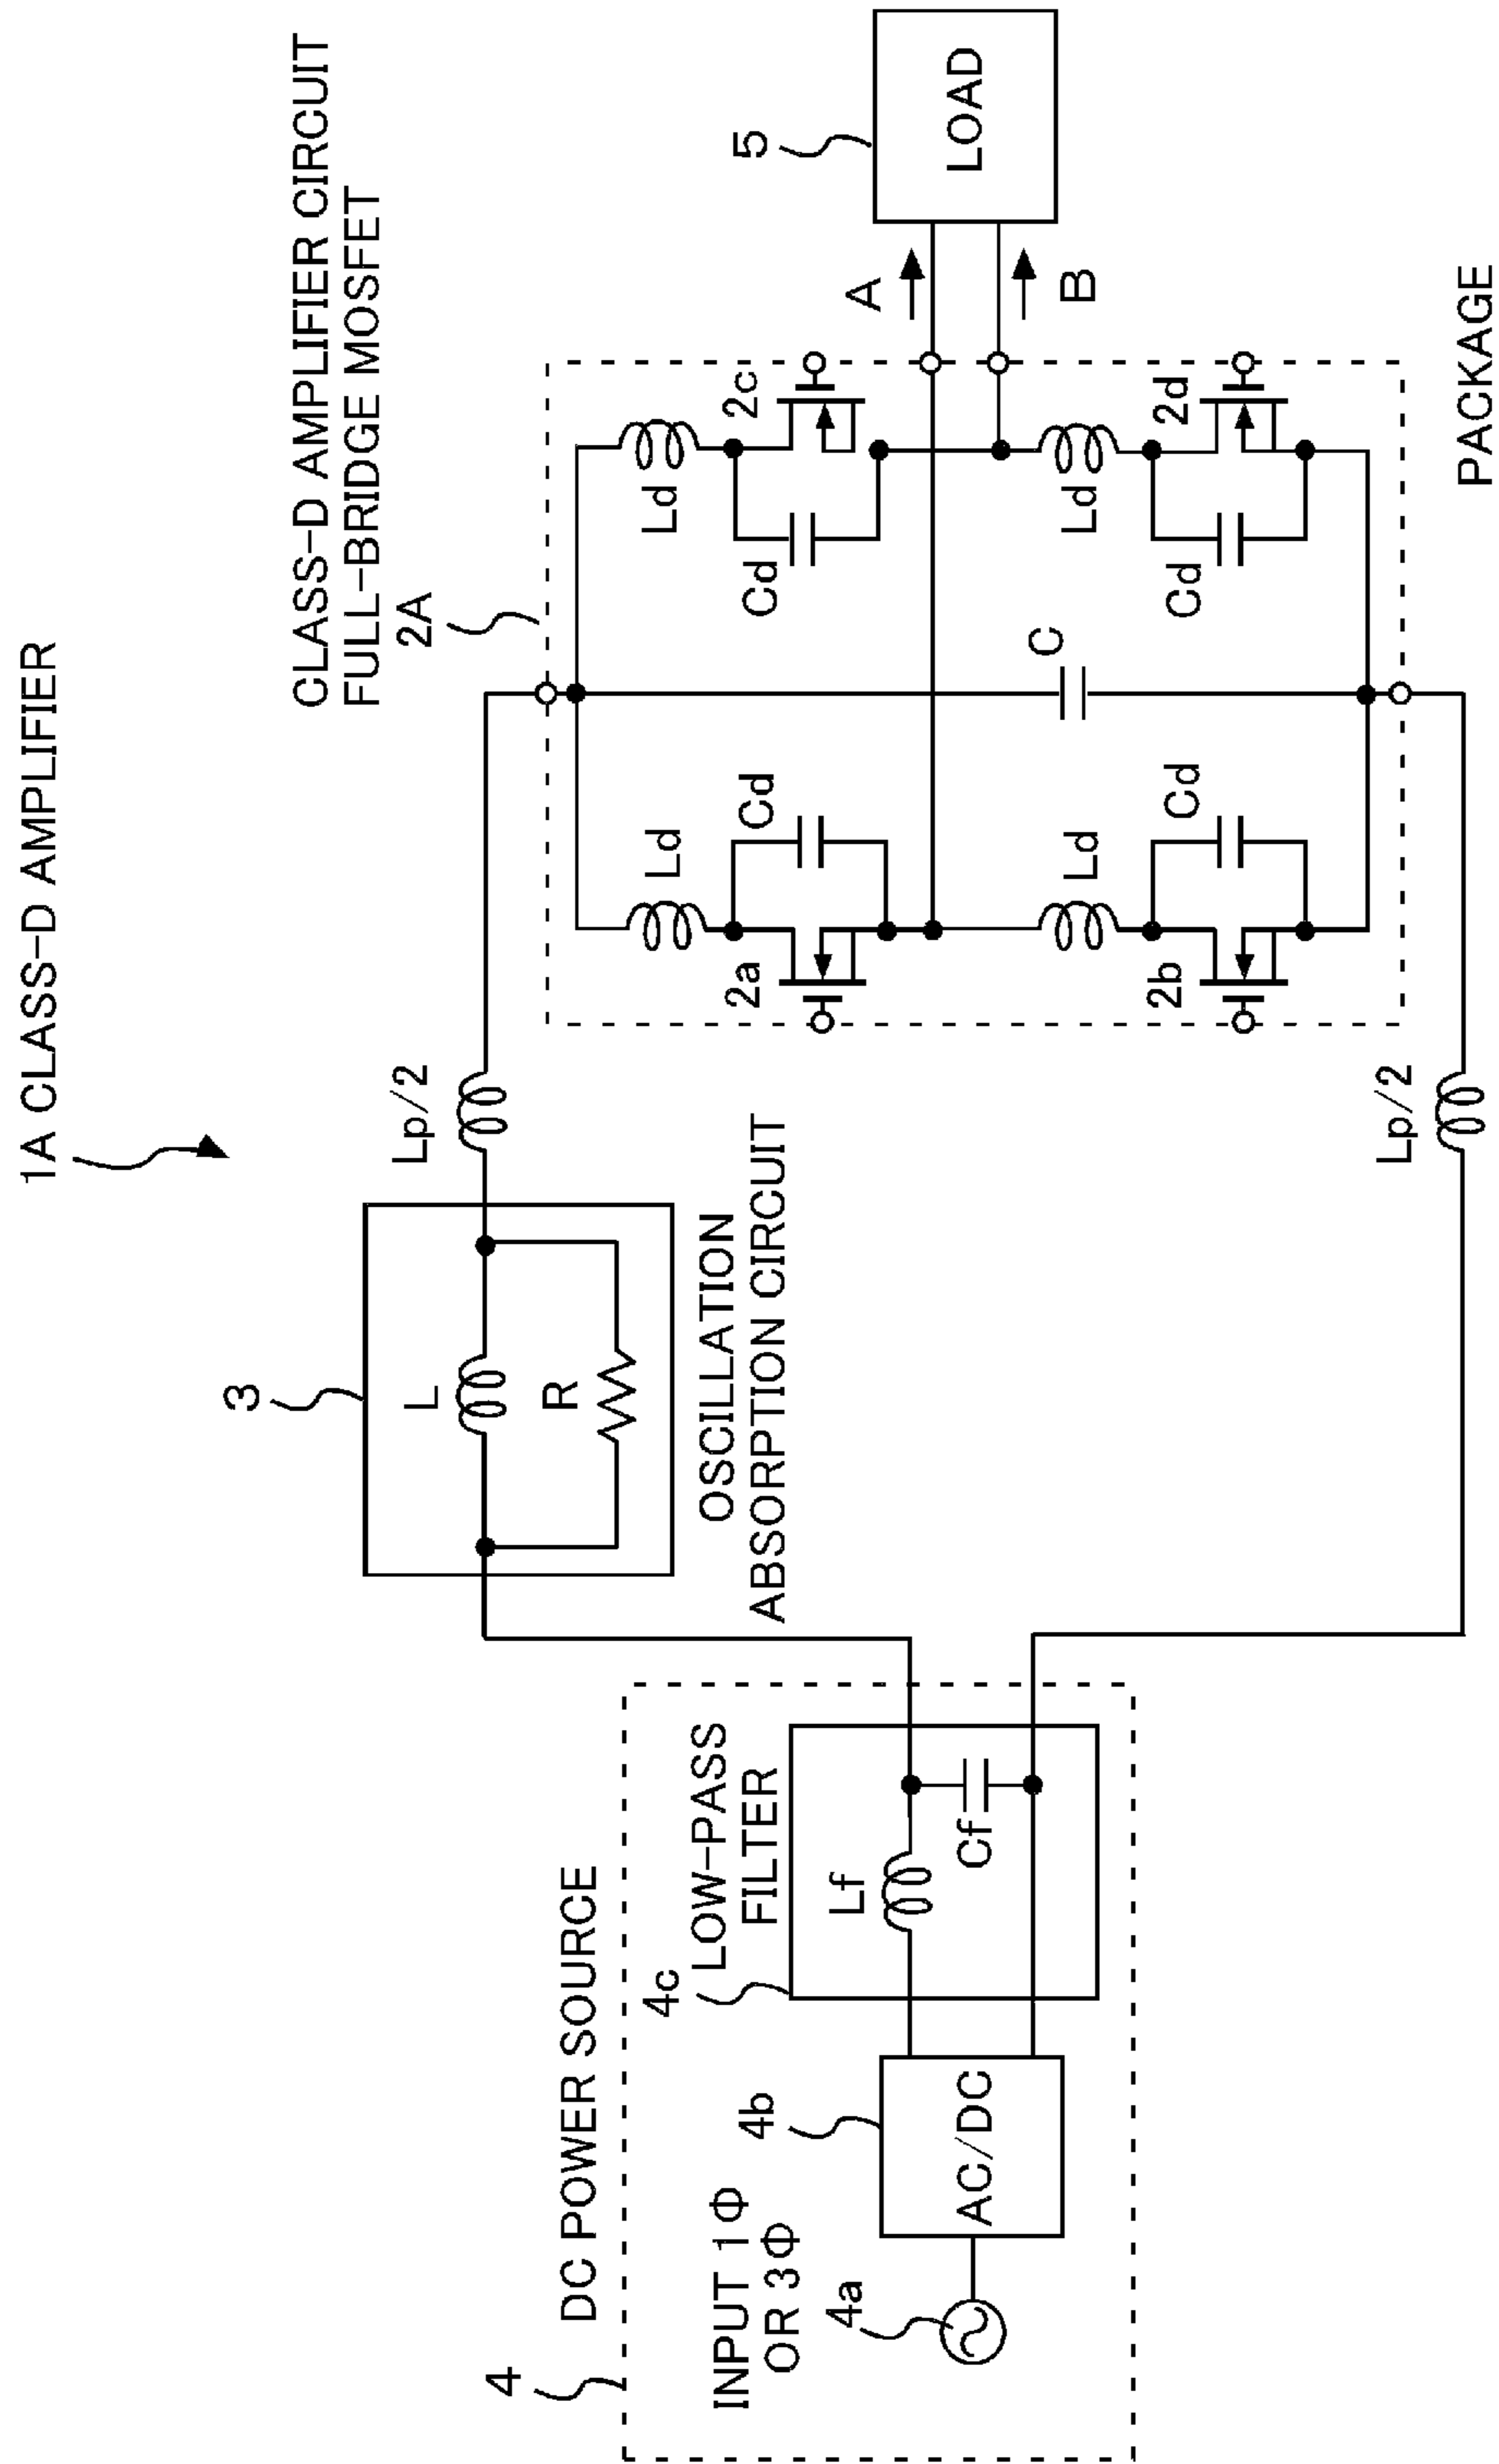 1A CLASS-D AMPLIFIER
CLASS-D AMPLIFIER CIRCUIT
FULL-BRIDGE MOSFET
2A
DC POWER SOURCE
4
INPUT 1Φ
OR 3Φ
4a
4b
AC/DC
4c
LOW-PASS
FILTER
Lf
Cf
3
L
R
OSCILLATION
ABSORPTION CIRCUIT
Lp/2
Lp/2
Ld
2a
Cd
Ld
2b
Cd
C
Ld
2c
Cd
Ld
2d
Cd
A
B
5
LOAD
PACKAGE